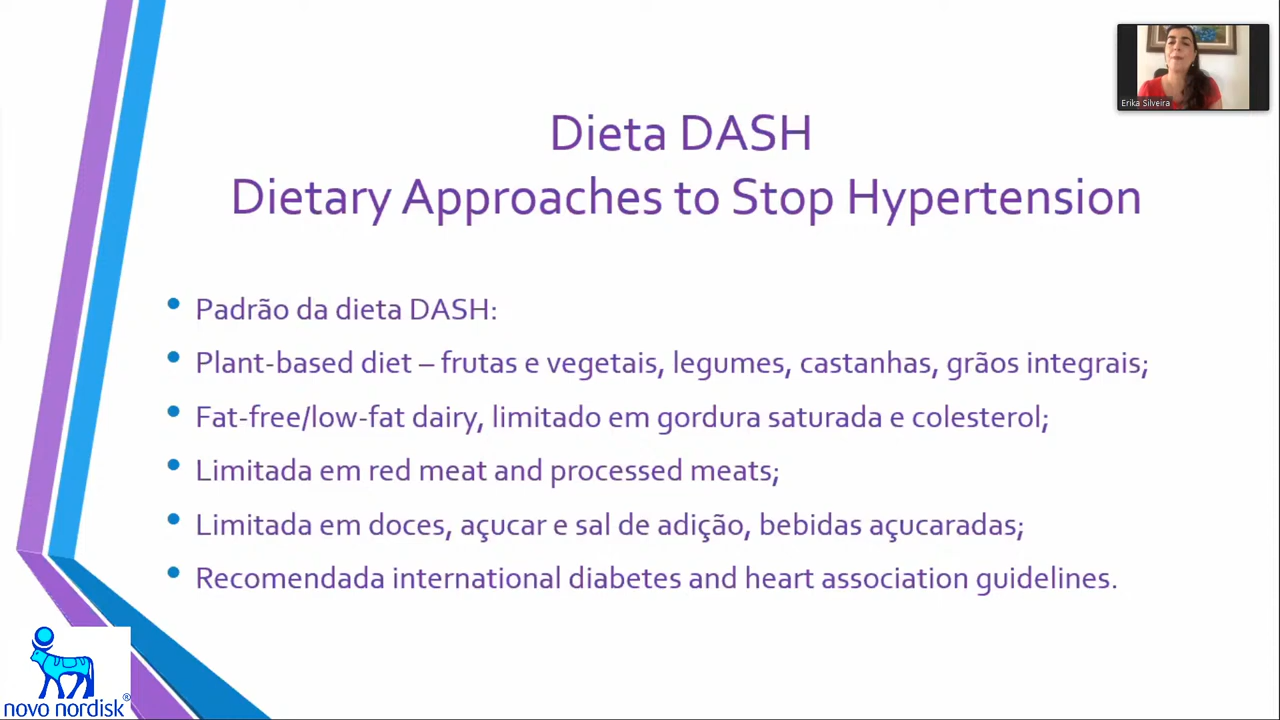 Erika Silveira
Dieta DASH
Dietary Approaches to Stop Hypertension
• Padrão da dieta DASH:
• Plant-based diet – frutas e vegetais, legumes, castanhas, grãos integrais;
• Fat-free/low-fat dairy, limitado em gordura saturada e colesterol;
• Limitada em red meat and processed meats;
• Limitada em doces, açucar e sal de adição, bebidas açucaradas;
• Recomendada international diabetes and heart association guidelines.
novo nordisk®